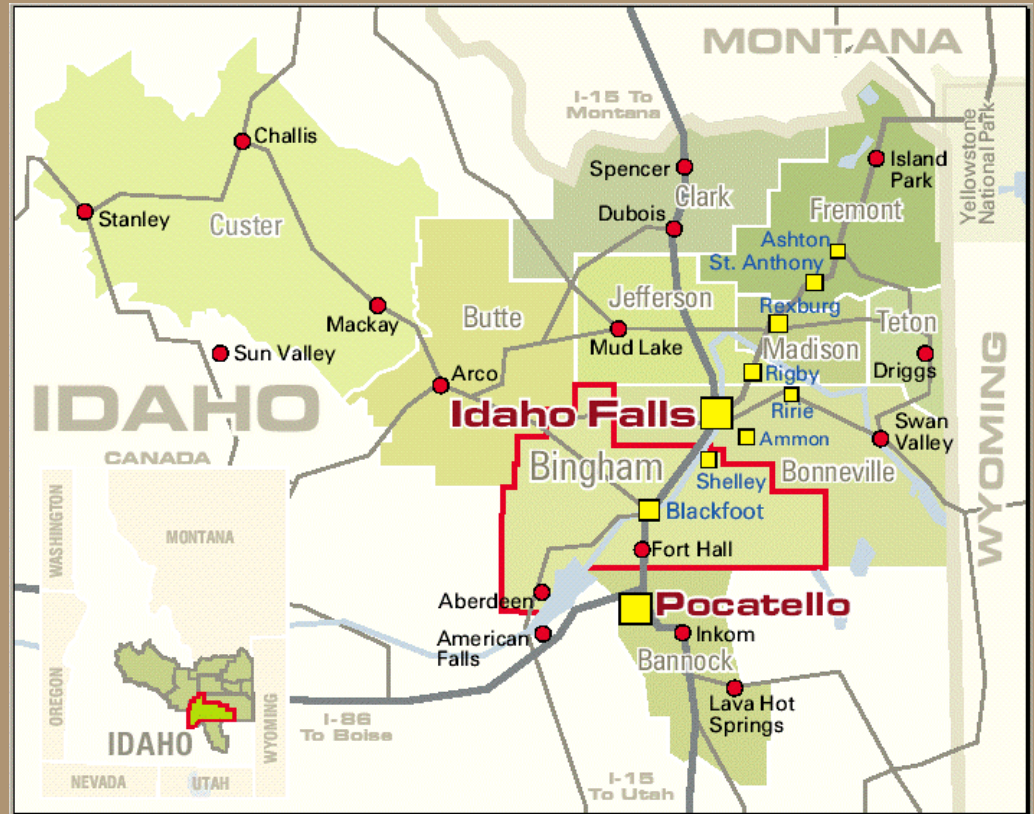 MONTANA
I-15 To
Montana
Yellowstone
National Park
Challis
Spencer
Island
Park
Clark
Stanley
Custer
Dubois
Fremont
Ashton
St. Anthony
Jefferson
Rexburg
Mackay
Butte
Teton
Mud Lake
Madison
Sun Valley
Driggs
Arco
Rigby
IDAHO
Idaho Falls
Ririe
Swan
Valley
Ammon
WYOMING
CANADA
Bingham
Bonneville
Shelley
Blackfoot
WASHINGTON
MONTANA
Fort Hall
Aberdeen
Pocatello
American
Falls
Inkom
Bannock
OREGON
Lava Hot
Springs
I-86
To Boise
WYOMING
IDAHO
NEVADA
UTAH
I-15
To Utah